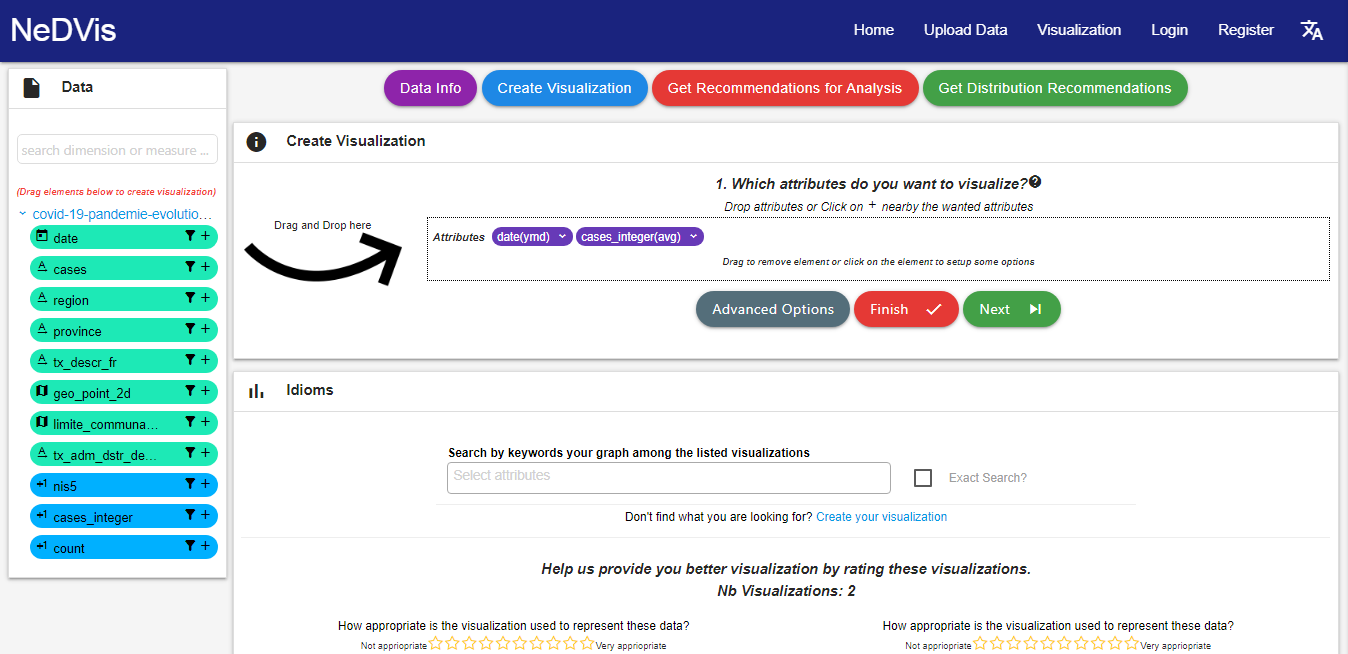 NeDVis
Home Upload Data Visualization Login Register
Data
search dimension or measure ...
(Drag elements below to create visualization)
covid-19-pandemie-evolutio...
date
cases
region
province
tx_descr_fr
geo_point_2d
limite_communa...
tx_adm_dstr_de...
nis5
cases_integer
count
Data Info Create Visualization Get Recommendations for Analysis Get Distribution Recommendations
Create Visualization
1. Which attributes do you want to visualize?
Drop attributes or Click on + nearby the wanted attributes
Drag and Drop here
Attributes date(ymd) cases_integer(avg)
Drag to remove element or click on the element to setup some options
Advanced Options Finish Next
Idioms
Search by keywords your graph among the listed visualizations
Select attributes
Exact Search?
Don't find what you are looking for? Create your visualization
Help us provide you better visualization by rating these visualizations.
Nb Visualizations: 2
How appropriate is the visualization used to represent these data? How appropriate is the visualization used to represent these data?
Not appriopriate Very appriopriate Not appriopriate Very appriopriate